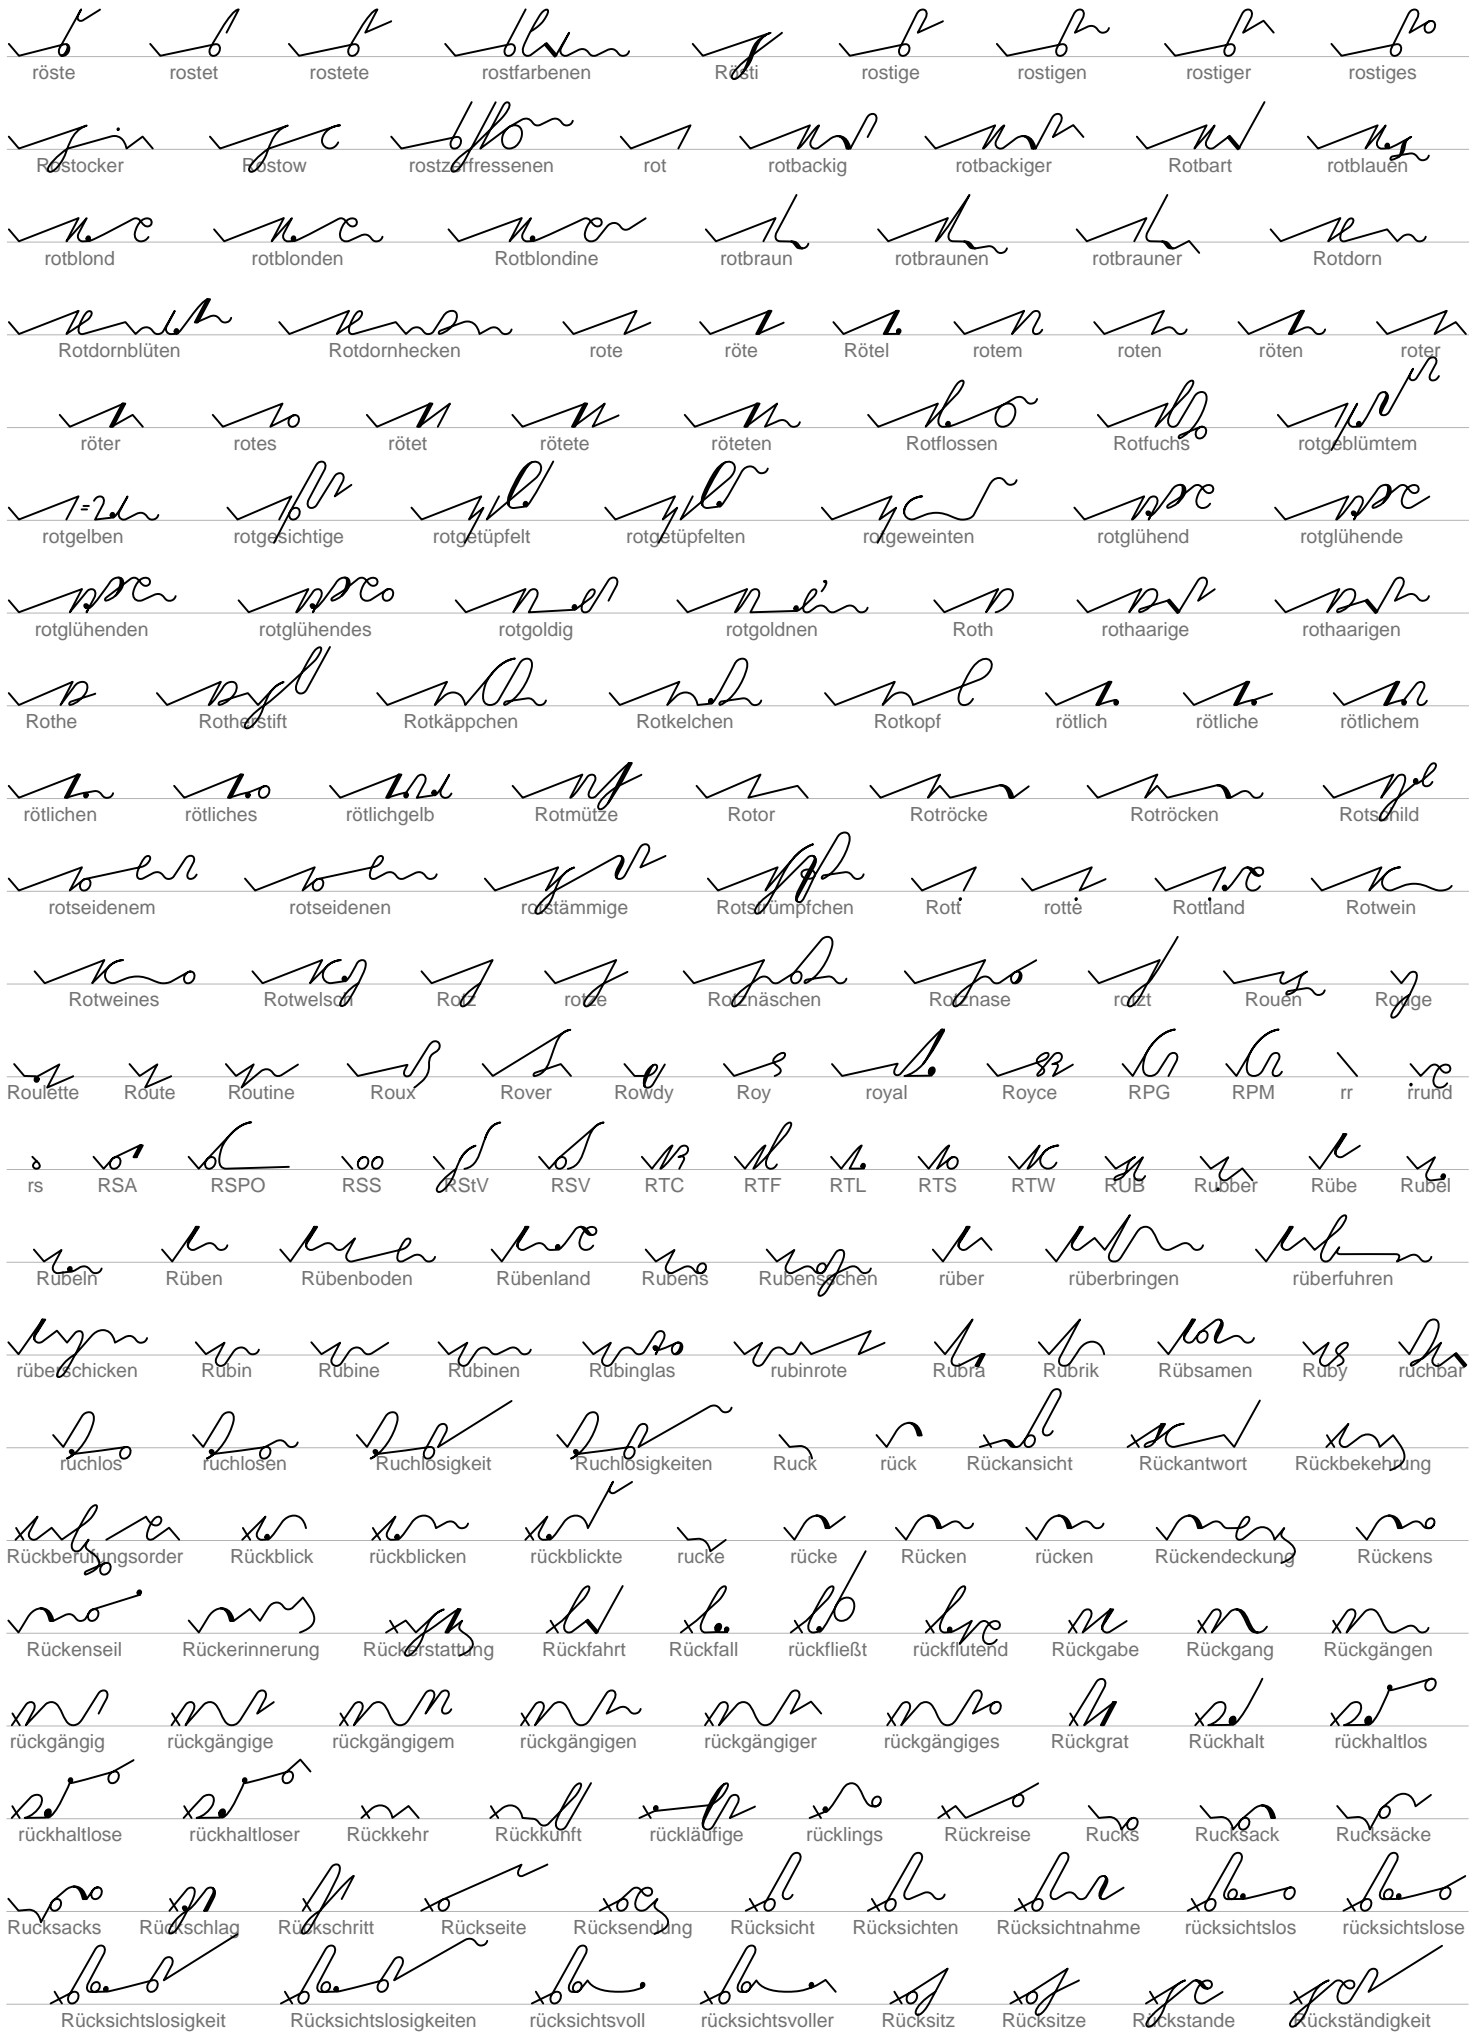 röste rostet rostete rostfarbenen Rösti rostige rostigen rostiger rostiges
Rostocker Rostow rostzerfressenen rot rotbackig rotbackiger Rotbart rotblauen
rotblond rotblonden Rotblondine rotbraun rotbraunen rotbrauner Rotdorn
Rotdornblüten Rotdornhecken rote röte Rötel rotem roten röten roter
röter rotes rötet rötete röteten Rotflossen Rotfuchs rotgeblümtem
rotgelben rotgesichtige rotgetüpfelt rotgetüpfelten rotgeweinten rotglühend rotglühende
rotglühenden rotglühendes rotgoldig rotgoldnen Roth rothaarige rothaarigen
Rothe Rotherstift Rotkäppchen Rotkelchen Rotkopf rötlich rötliche rötlichem
rötlichen rötliches rötlichgelb Rotmütze Rotor Rotröcke Rotröcken Rotschild
rotseidenem rotseidenen rotstämmige Rotstrümpfchen Rott rotte Rottland Rotwein
Rotweines Rotwelsch Rotz rotze Rotznäschen Rotznase rotzt Rouen Rouge
Roulette Route Routine Roux Rover Rowdy Roy royal Royce RPG RPM rr rrund
rs RSA RSPO RSS RStV RSV RTC RTF RTL RTS RTW RUB Rubber Rübe Rubel
Rübeln Rüben Rübenboden Rübenland Rubens Rubensschen rüber rüberbringen rüberfuhren
rüberschicken Rubin Rubine Rubinen Rubinglas rubinrote Rubra Rubrik Rübsamen Ruby ruchbar
ruchlos ruchlosen Ruchlosigkeit Ruchlosigkeiten Ruck rück Rückansicht Rückantwort Rückbekehrung
Rückberufungsorder Rückblick rückblicken rückblickte rucke rücke Rücken rücken Rückendeckung Rückens
Rückenseil Rückerinnerung Rückerstattung Rückfahrt Rückfall rückfließt rückflutend Rückgabe Rückgang Rückgängen
rückgängig rückgängige rückgängigem rückgängigen rückgängiger rückgängiges Rückgrat Rückhalt rückhaltlos
rückhaltlose rückhaltloser Rückkehr Rückkunft rückläufige rücklings Rückreise Rucks Rucksack Rucksäcke
Rucksacks Rückschlag Rückschritt Rückseite Rücksendung Rücksicht Rücksichten Rücksichtnahme rücksichtslos rücksichtslose
Rücksichtslosigkeit Rücksichtslosigkeiten rücksichtsvoll rücksichtsvoller Rücksitz Rücksitze Rückstande Rückständigkeit